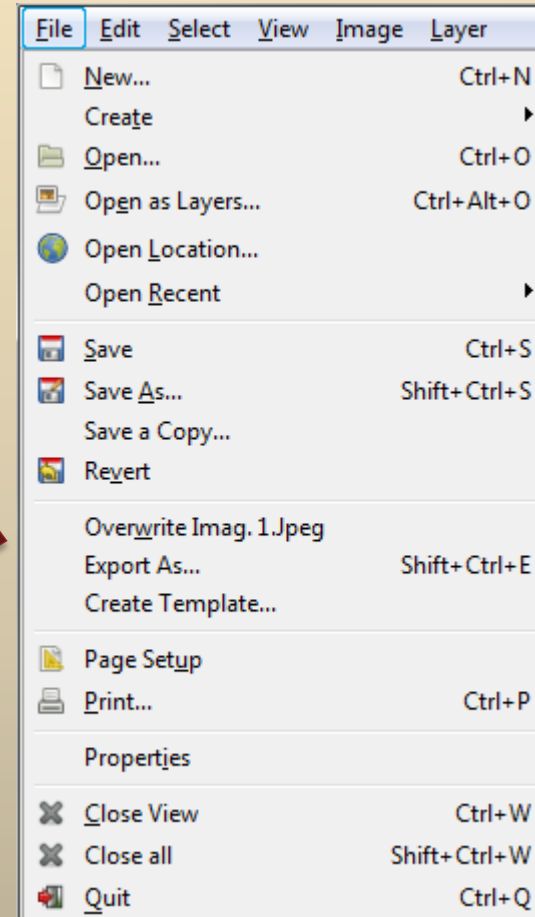 File Edit Select View Image Layer
New... Ctrl+N
Create
Open... Ctrl+O
Open as Layers... Ctrl+Alt+O
Open Location...
Open Recent
Save Ctrl+S
Save As... Shift+Ctrl+S
Save a Copy...
Revert
Overwrite Imag. 1.Jpeg
Export As... Shift+Ctrl+E
Create Template...
Page Setup
Print... Ctrl+P
Properties
Close View Ctrl+W
Close all Shift+Ctrl+W
Quit Ctrl+Q